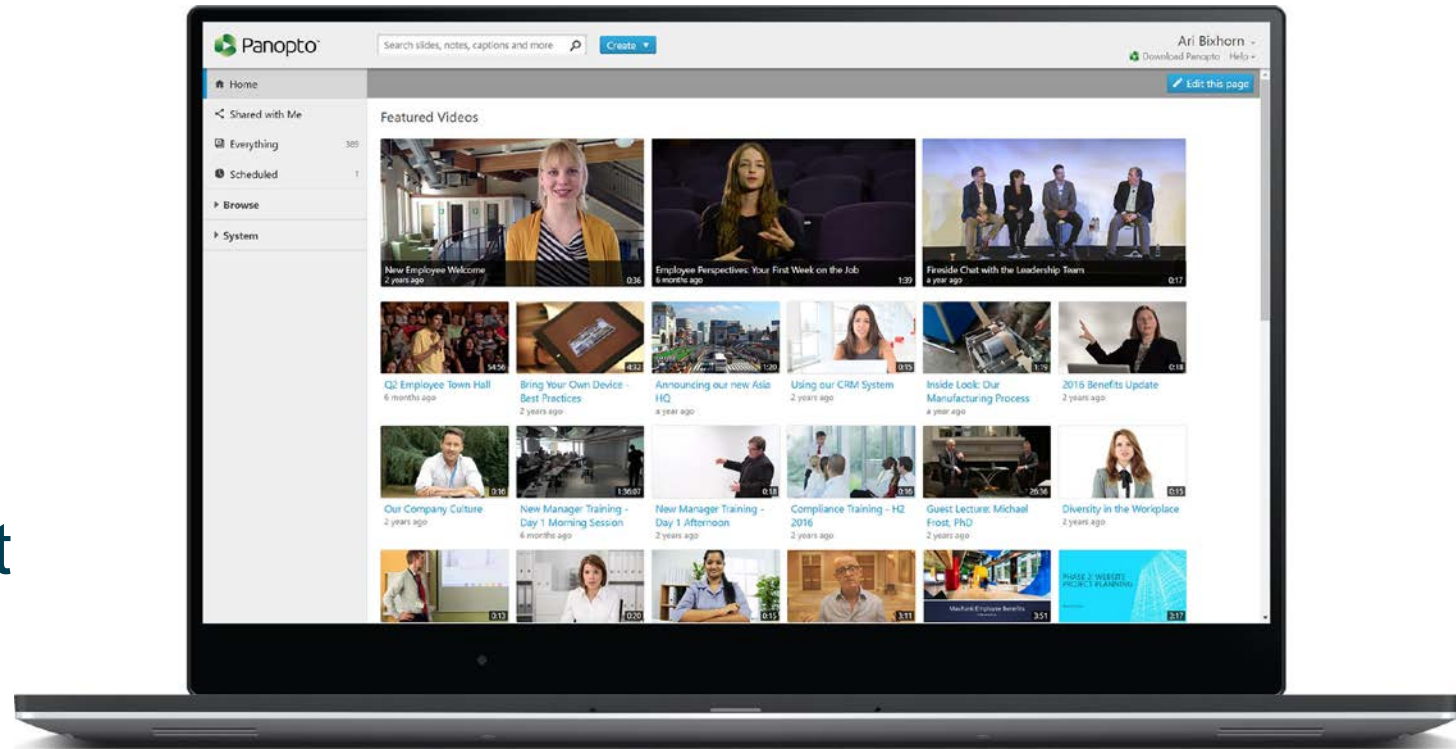 Panopto
Search slides, notes, captions and more
Create
Ari Bixhorn
Download Panopto Help
Home
Edit this page
Shared with Me
Everything 389
Scheduled 1
Browse
System
Featured Videos
New Employee Welcome
2 years ago 0:36
Employee Perspectives: Your First Week on the Job
6 months ago 1:39
Fireside Chat with the Leadership Team
a year ago 0:17
54:56
4:32
1:20
0:15
1:19
0:18
Q2 Employee Town Hall
6 months ago
Bring Your Own Device -
Best Practices
2 years ago
Announcing our new Asia
HQ
a year ago
Using our CRM System
2 years ago
Inside Look: Our
Manufacturing Process
a year ago
2016 Benefits Update
2 years ago
0:16
1:36:07
0:18
0:16
26:36
0:15
Our Company Culture
2 years ago
New Manager Training -
Day 1 Morning Session
6 months ago
New Manager Training -
Day 1 Afternoon
2 years ago
Compliance Training - H2
2016
2 years ago
Guest Lecture: Michael
Frost, PhD
2 years ago
Diversity in the Workplace
2 years ago
t
0:13
0:20
0:15
3:11
Employee Benefits
3:51
PHASE 2: WEBSITE
PROJECT PLANNING
3:17